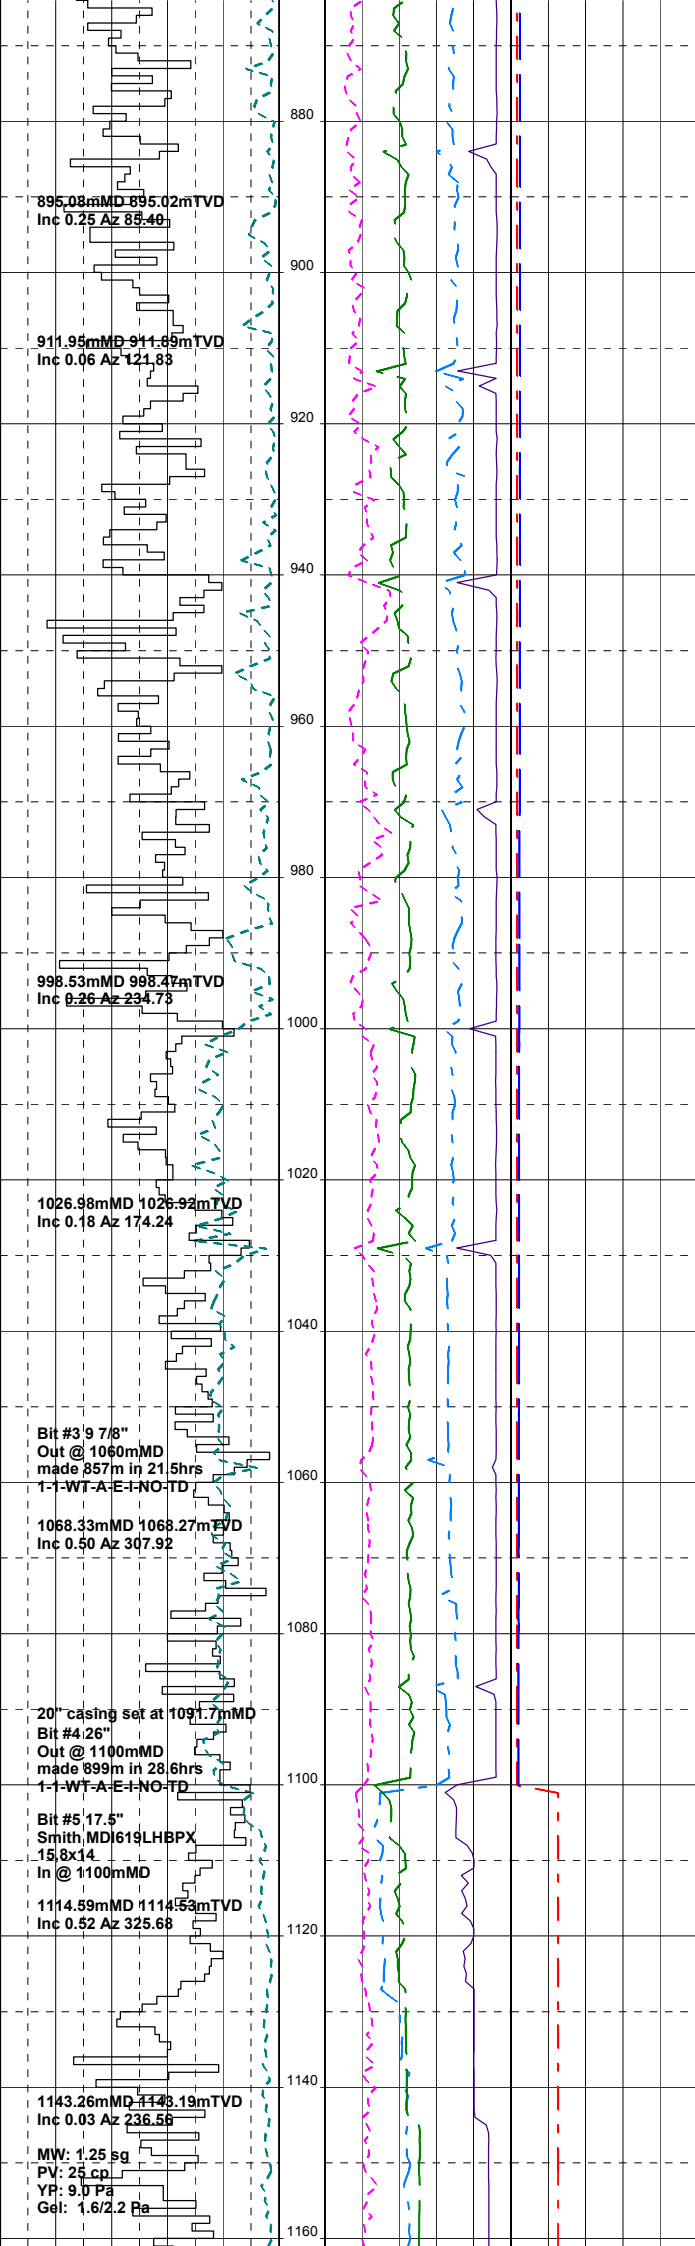 880
895.08mMD 895.02mTVD
Inc 0.25 Az 85.40
900
911.95mMD 911.89mTVD
Inc 0.06 Az 121.83
920
940
960
980
998.53mMD 998.47mTVD
Inc 0.26 Az 234.73
1000
1020
1026.98mMD 1026.92mTVD
Inc 0.18 Az 174.24
1040
Bit #3 9 7/8"
Out @ 1060mMD
made 857m in 21.5hrs
1-1-WT-A-E-I-NO-TD
1060
1068.33mMD 1068.27mTVD
Inc 0.50 Az 307.92
1080
20" casing set at 1091.7mMD
Bit #4 26"
Out @ 1100mMD
made 899m in 28.6hrs
1-1-WT-A-E-I-NO-TD
1100
Bit #5 17.5"
Smith MDI619LHBPX
15.8x14
In @ 1100mMD
1114.59mMD 1114.53mTVD
Inc 0.52 Az 325.68
1120
1140
1143.26mMD 1143.19mTVD
Inc 0.03 Az 236.56
MW: 1.25 sg
PV: 25 cp
YP: 9.0 Pa
Gel: 1.6/2.2 Pa
1160